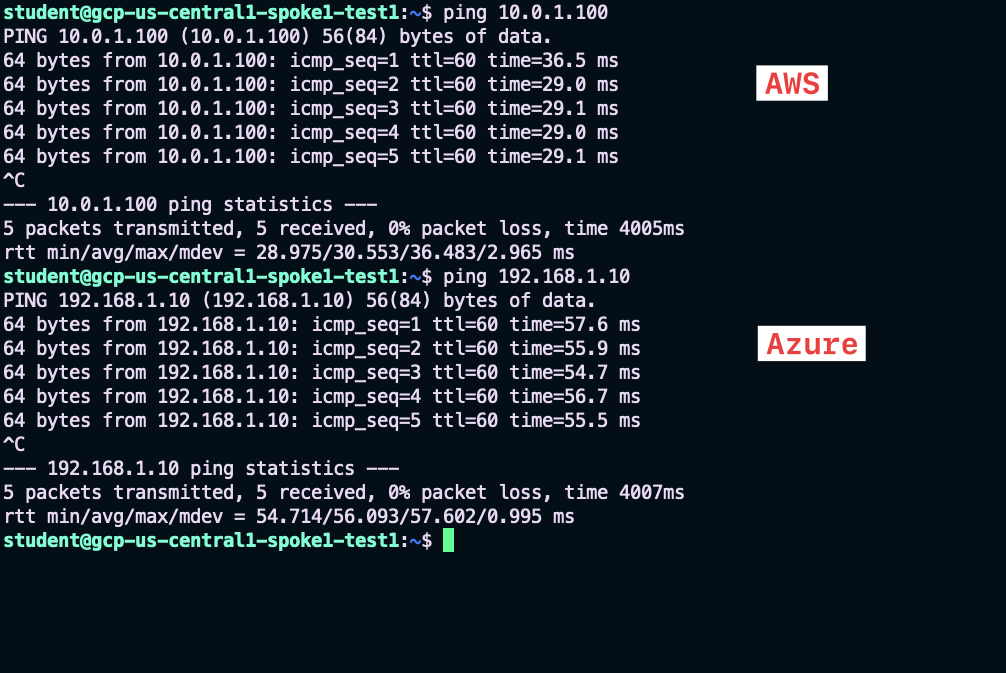 student@gcp-us-central1-spoke1-test1:~$ ping 10.0.1.100
PING 10.0.1.100 (10.0.1.100) 56(84) bytes of data.
64 bytes from 10.0.1.100: icmp_seq=1 ttl=60 time=36.5 ms
64 bytes from 10.0.1.100: icmp_seq=2 ttl=60 time=29.0 ms
AWS
64 bytes from 10.0.1.100: icmp_seq=3 ttl=60 time=29.1 ms
64 bytes from 10.0.1.100: icmp_seq=4 ttl=60 time=29.0 ms
64 bytes from 10.0.1.100: icmp_seq=5 ttl=60 time=29.1 ms
^C
--- 10.0.1.100 ping statistics ---
5 packets transmitted, 5 received, 0% packet loss, time 4005ms
rtt min/avg/max/mdev = 28.975/30.553/36.483/2.965 ms
student@gcp-us-central1-spoke1-test1:~$ ping 192.168.1.10
PING 192.168.1.10 (192.168.1.10) 56(84) bytes of data.
64 bytes from 192.168.1.10: icmp_seq=1 ttl=60 time=57.6 ms
64 bytes from 192.168.1.10: icmp_seq=2 ttl=60 time=55.9 ms
Azure
64 bytes from 192.168.1.10: icmp_seq=3 ttl=60 time=54.7 ms
64 bytes from 192.168.1.10: icmp_seq=4 ttl=60 time=56.7 ms
64 bytes from 192.168.1.10: icmp_seq=5 ttl=60 time=55.5 ms
^C
--- 192.168.1.10 ping statistics ---
5 packets transmitted, 5 received, 0% packet loss, time 4007ms
rtt min/avg/max/mdev = 54.714/56.093/57.602/0.995 ms
student@gcp-us-central1-spoke1-test1:~$